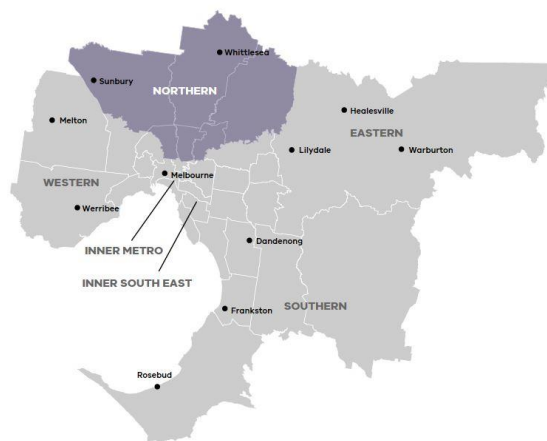 Whittlesea
Sunbury
NORTHERN
Healesville
Melton
EASTERN
Lilydale
Warburton
Melbourne
WESTERN
Werribee
Dandenong
INNER METRO
INNER SOUTH EAST
SOUTHERN
Frankston
Rosebud